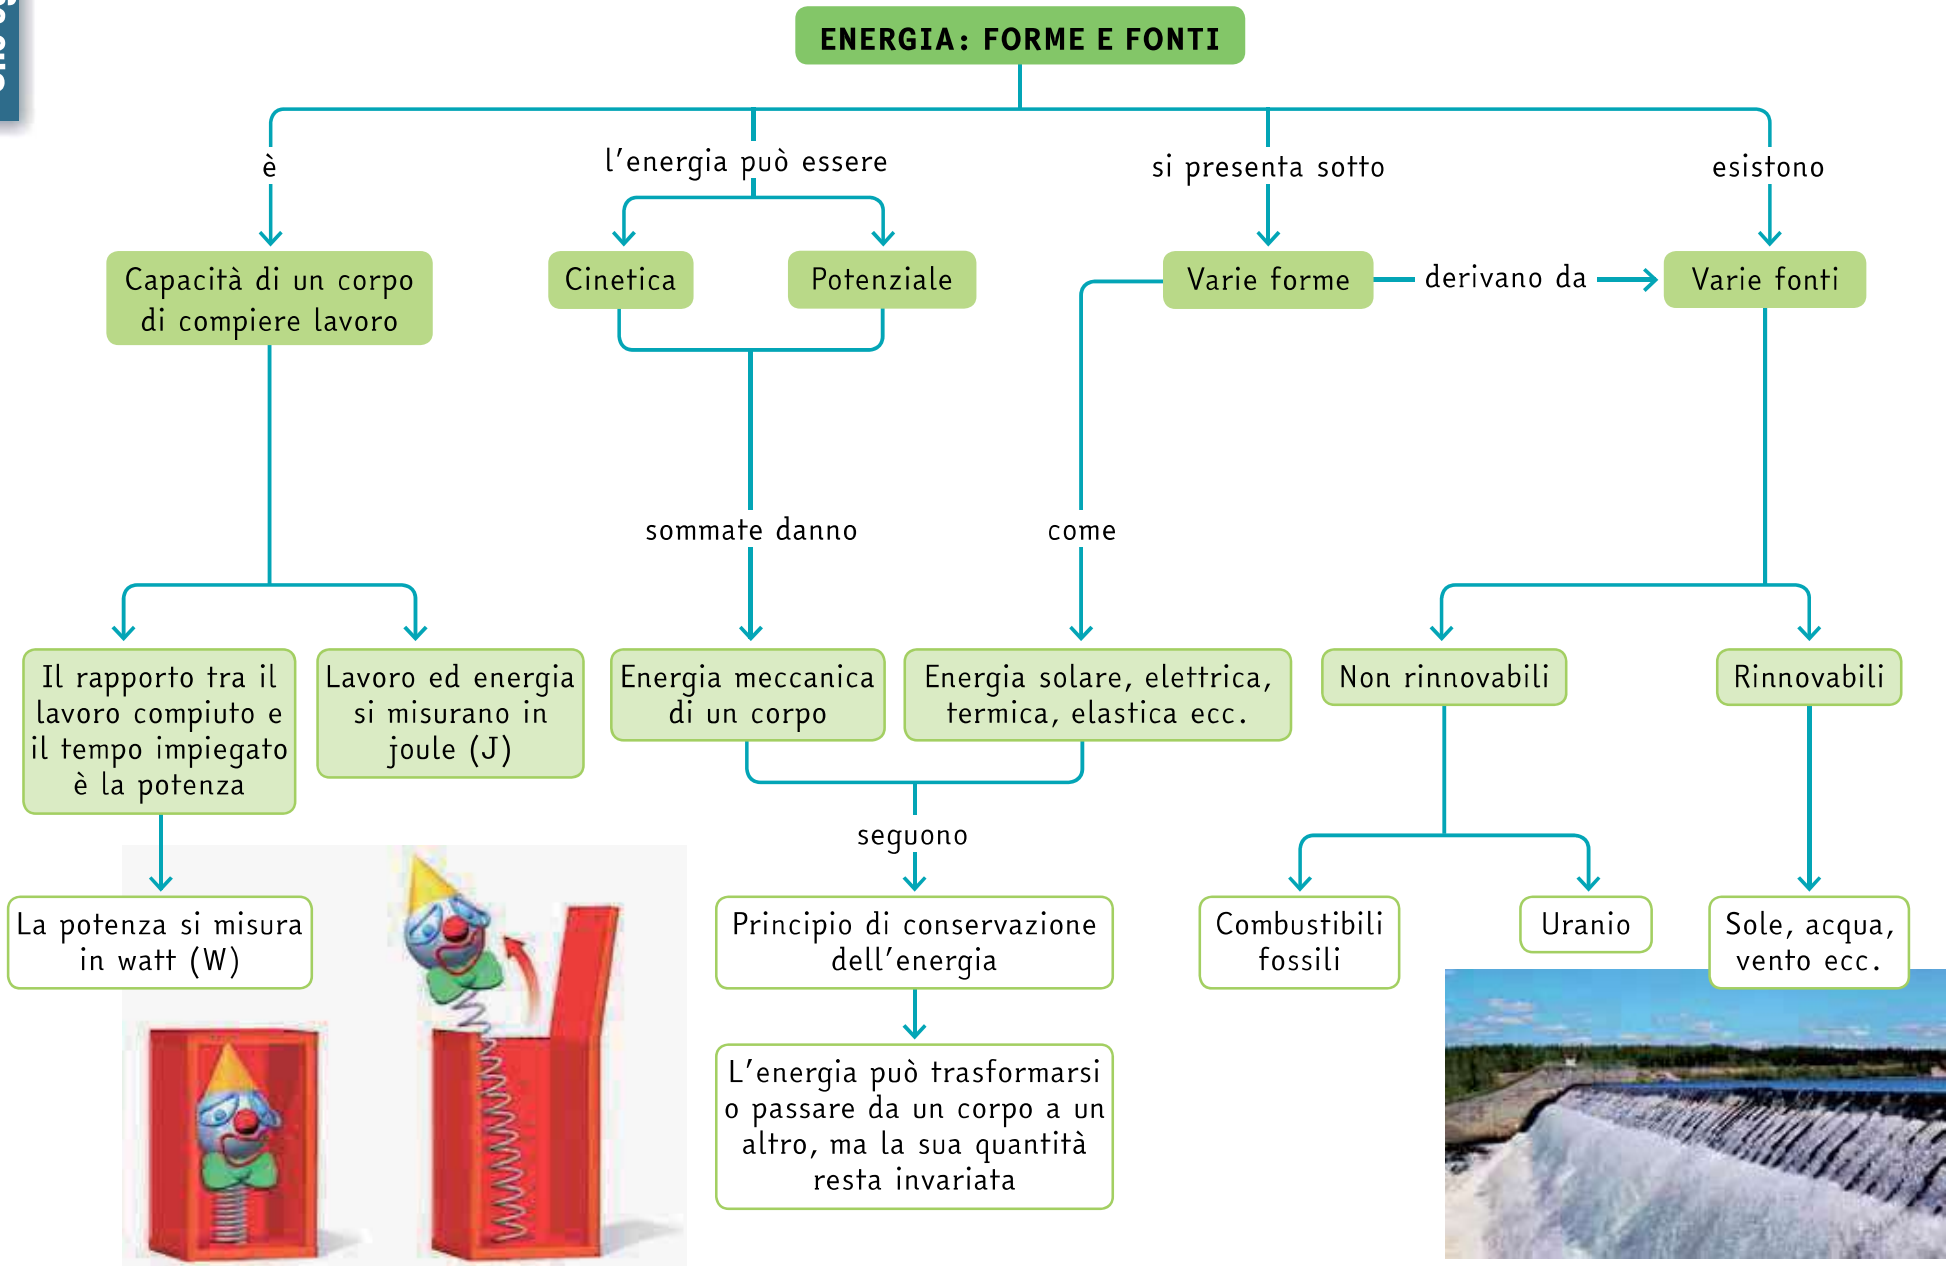 ENERGIA: FORME E FONTI
è
l'energia può essere
si presenta sotto
esistono
Capacità di un corpo
di compiere lavoro
Cinetica
Potenziale
Varie forme
derivano da
Varie fonti
sommate danno
come
Il rapporto tra il
lavoro compiuto e
il tempo impiegato
è la potenza
Lavoro ed energia
si misurano in
joule (J)
Energia meccanica
di un corpo
Energia solare, elettrica,
termica, elastica ecc.
Non rinnovabili
Rinnovabili
seguono
La potenza si misura
in watt (W)
Principio di conservazione
dell'energia
Combustibili
fossili
Uranio
Sole, acqua,
vento ecc.
L'energia può trasformarsi
o passare da un corpo a un
altro, ma la sua quantità
resta invariata